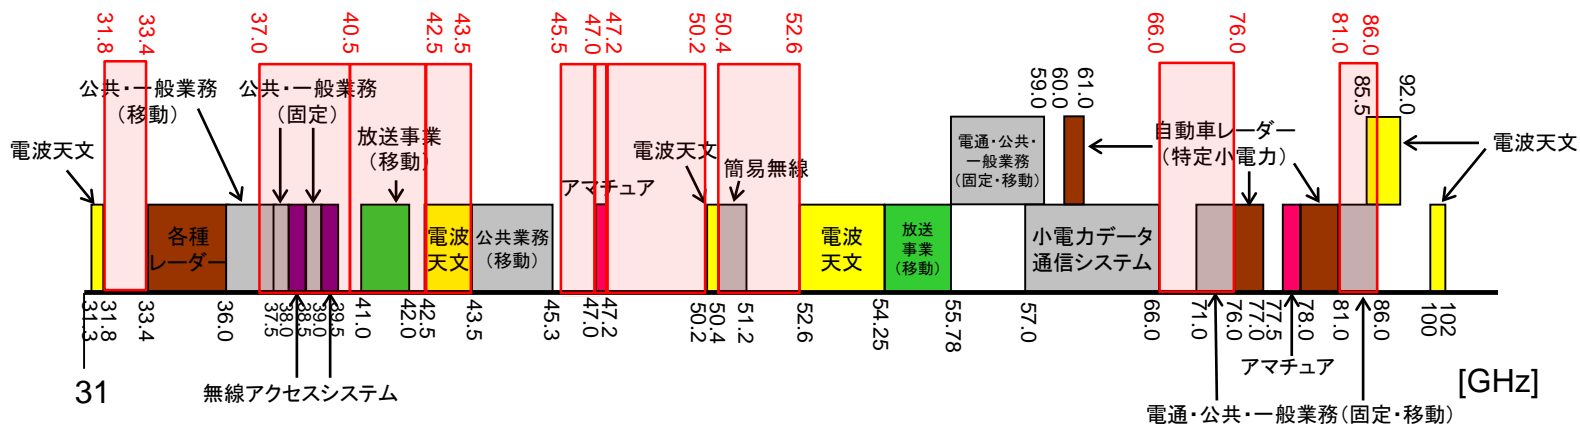 31.8
33.4
37.0
40.5
42.5
43.5
45.5
47.0
47.2
50.2
50.4
52.6
66.0
76.0
81.0
86.0
公共・一般業務
（移動）
公共・一般業務
（固定）
放送事業
（移動）
電波天文
アマチュア
電波天文
簡易無線
59.0
60.0
61.0
電通・公共・
一般業務
（固定・移動）
自動車レーダー
（特定小電力）
85.5
92.0
電波天文
各種
レーダー
電波
天文
公共業務
（移動）
電波
天文
放送
事業
（移動）
小電力データ
通信システム
31.3
31.8
33.4
36.0
37.5
38.0
38.5
39.0
39.5
41.0
42.0
42.5
43.5
45.3
47.0
47.2
50.2
50.4
51.2
52.6
54.25
55.78
57.0
66.0
71.0
76.0
77.0
77.5
78.0
81.0
86.0
100
102
31
無線アクセスシステム
アマチュア
[GHz]
電通・公共・一般業務（固定・移動）